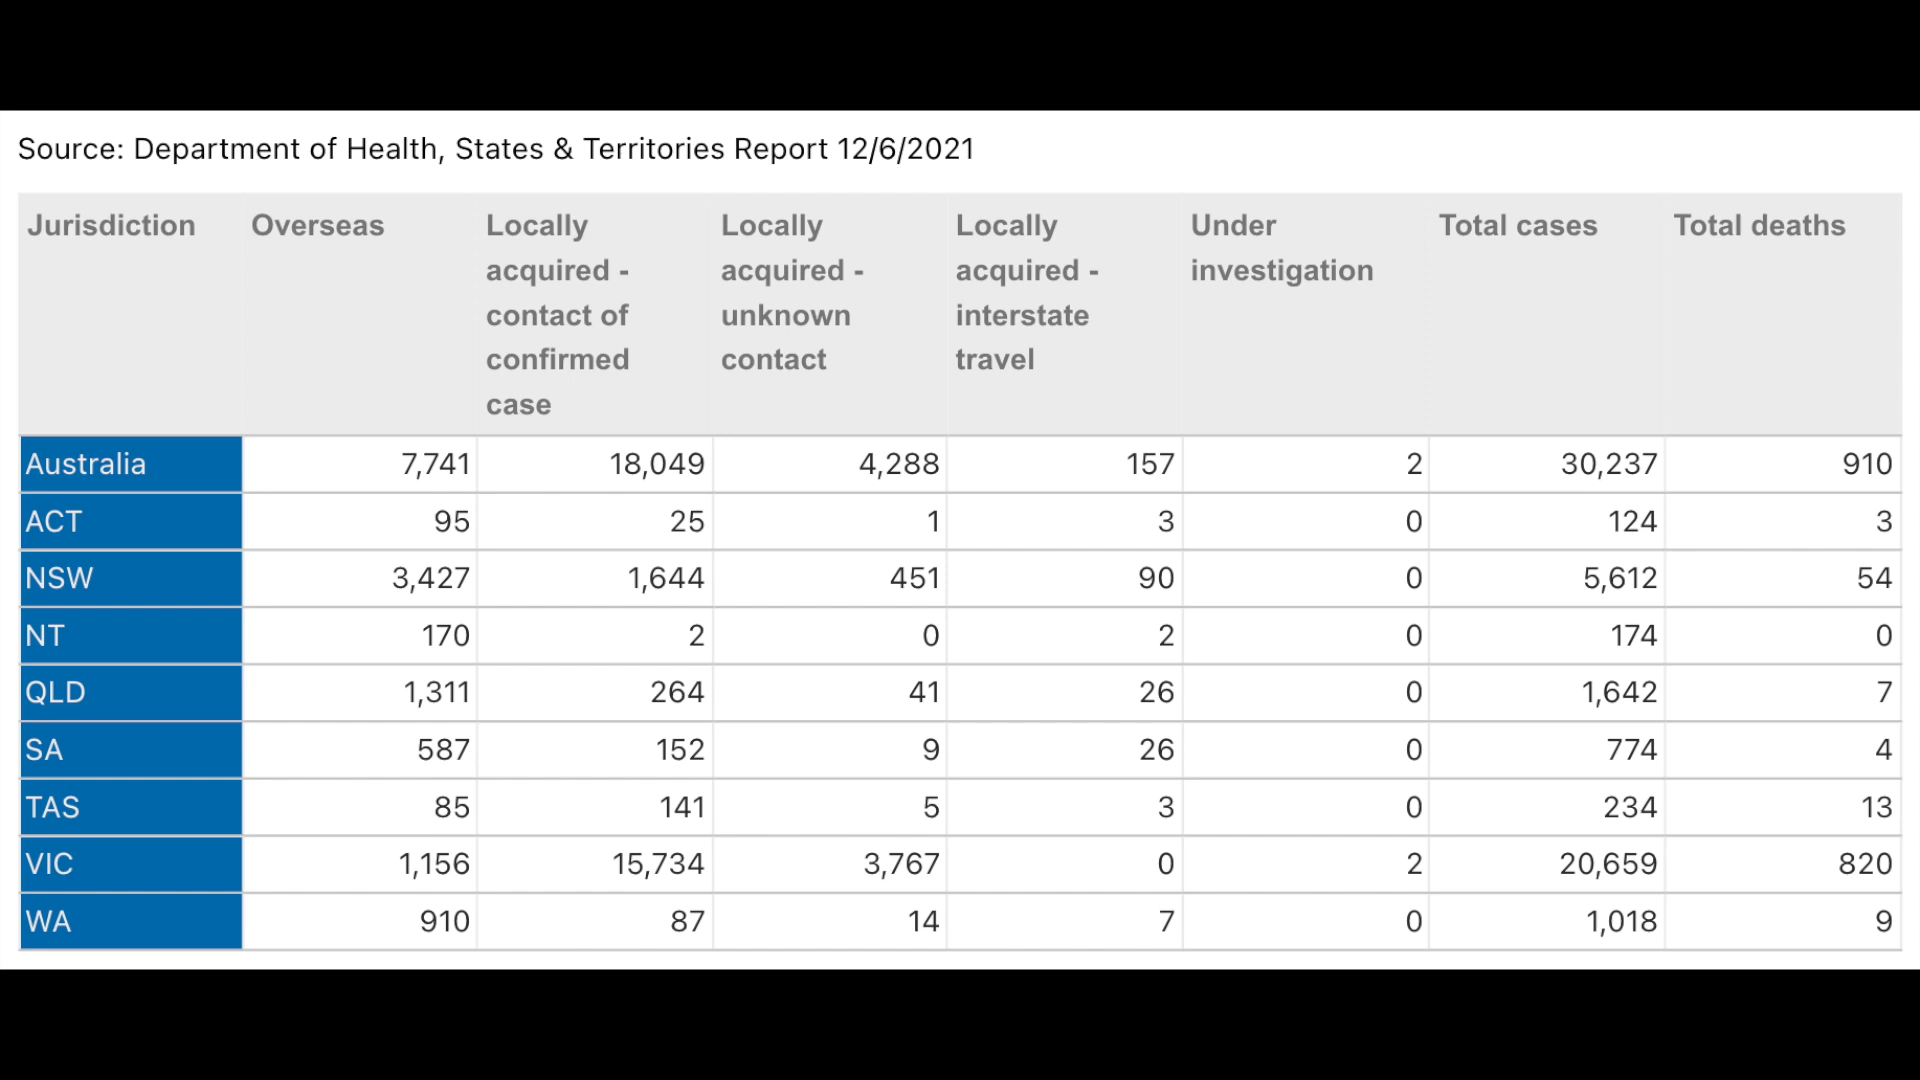 Source: Department of Health, States & Territories Report 12/6/2021
Jurisdiction Overseas Locally acquired - contact of confirmed case Locally acquired - unknown contact Locally acquired - interstate travel Under investigation Total cases Total deaths
Australia 7,741 18,049 4,288 157 2 30,237 910
ACT 95 25 1 3 0 124 3
NSW 3,427 1,644 451 90 0 5,612 54
NT 170 2 0 2 0 174 0
QLD 1,311 264 41 26 0 1,642 7
SA 587 152 9 26 0 774 4
TAS 85 141 5 3 0 234 13
VIC 1,156 15,734 3,767 0 2 20,659 820
WA 910 87 14 7 0 1,018 9